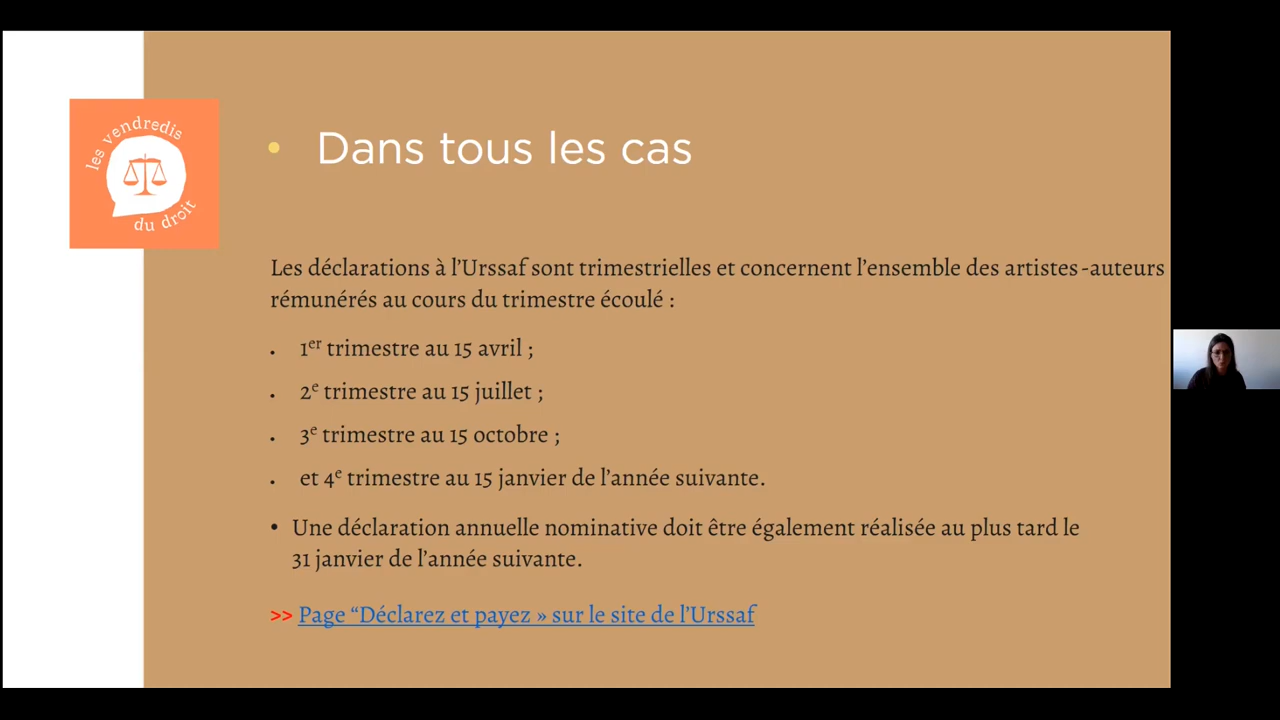 les vendredis
du droit
• Dans tous les cas
Les déclarations à l’Urssaf sont trimestrielles et concernent l’ensemble des artistes-auteurs
rémunérés au cours du trimestre écoulé :
• 1er trimestre au 15 avril ;
• 2e trimestre au 15 juillet ;
• 3e trimestre au 15 octobre ;
• et 4e trimestre au 15 janvier de l’année suivante.
• Une déclaration annuelle nominative doit être également réalisée au plus tard le
31 janvier de l’année suivante.
>> Page “Déclarez et payez » sur le site de l’Urssaf